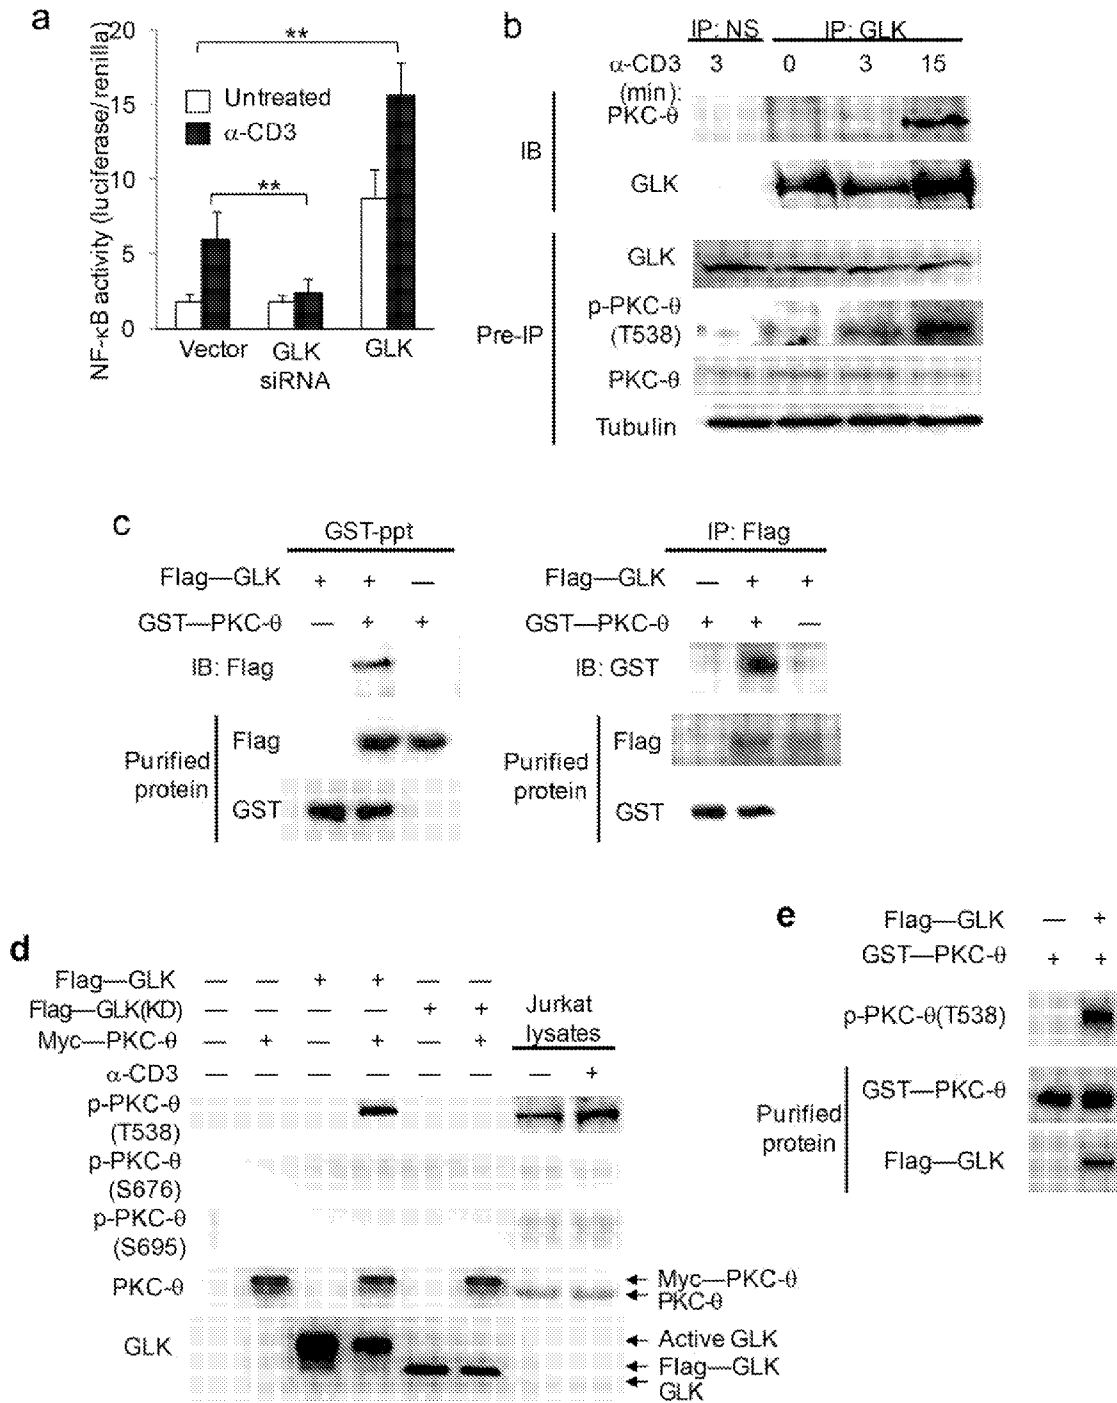 a
NF-κB activity (luciferase/renilla)
20
15
10
5
0
**
**
Untreated
α-CD3
Vector
GLK
siRNA
GLK
b
IP: NS
IP: GLK
α-CD3
(min):
3
0
3
15
IB
PKC-θ
GLK
Pre-IP
GLK
p-PKC-θ
(T538)
PKC-θ
Tubulin
c
GST-ppt
Flag—GLK + + —
GST—PKC-θ — + +
IB: Flag
Purified
protein
Flag
GST
IP: Flag
Flag—GLK — + +
GST—PKC-θ + + —
IB: GST
Purified
protein
Flag
GST
d
Flag—GLK — — + + — —
Flag—GLK(KD) — — — — + +
Myc—PKC-θ — + — + — +
Jurkat
lysates
α-CD3 — — — — — — — +
p-PKC-θ
(T538)
p-PKC-θ
(S676)
p-PKC-θ
(S695)
PKC-θ
Myc—PKC-θ
PKC-θ
GLK
Active GLK
Flag—GLK
GLK
e
Flag—GLK — +
GST—PKC-θ + +
p-PKC-θ(T538)
Purified
protein
GST—PKC-θ
Flag—GLK